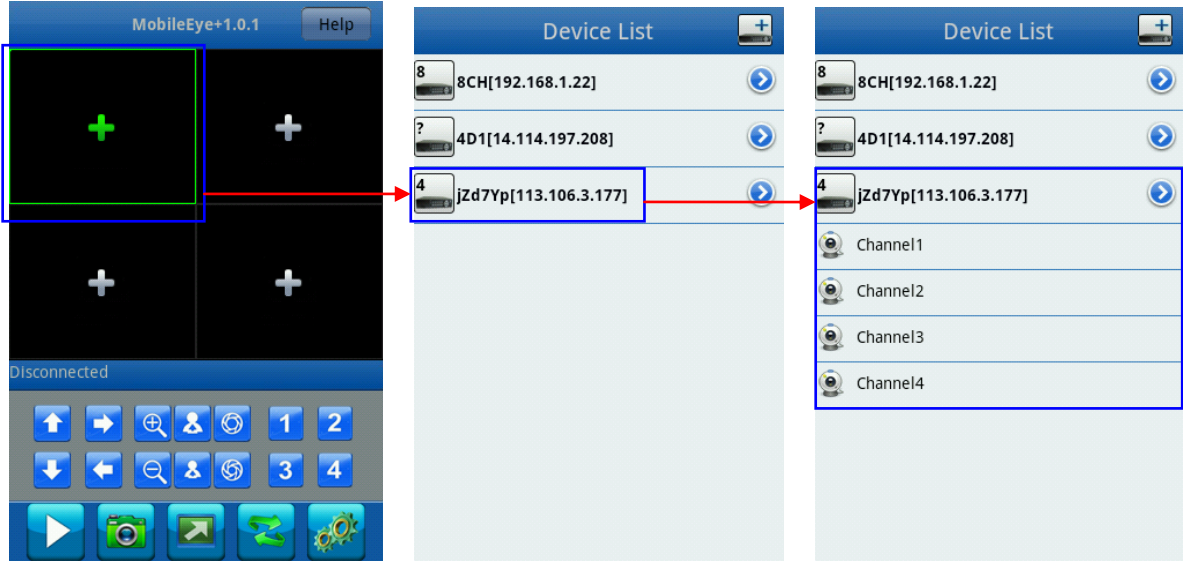 MobileEye+1.0.1
Help
Disconnected
1 2
3 4
Device List
8
8CH[192.168.1.22]
?
4D1[14.114.197.208]
4
jZd7Yp[113.106.3.177]
Device List
8
8CH[192.168.1.22]
?
4D1[14.114.197.208]
4
jZd7Yp[113.106.3.177]
Channel1
Channel2
Channel3
Channel4